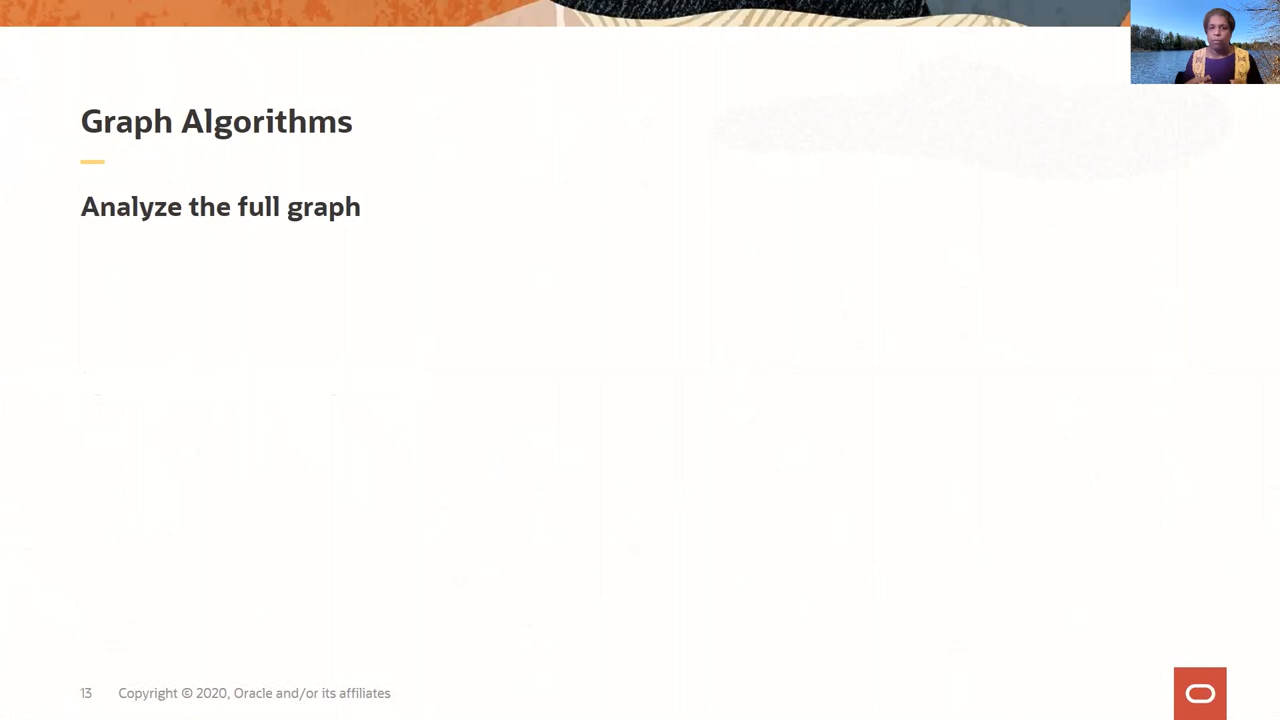 Graph Algorithms
Analyze the full graph
13 Copyright © 2020, Oracle and/or its affiliates